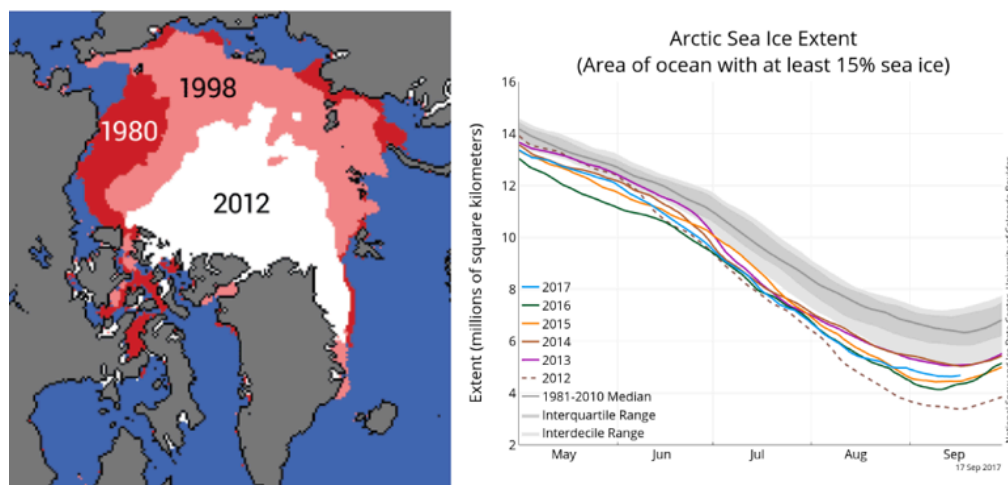 1998
1980
2012
Arctic Sea Ice Extent
(Area of ocean with at least 15% sea ice)
Extent (millions of square kilometers)
16
14
12
10
8
6
4
2
2017
2016
2015
2014
2013
2012
1981-2010 Median
Interquartile Range
Interdecile Range
May
Jun
Jul
Aug
Sep
17 Sep 2017